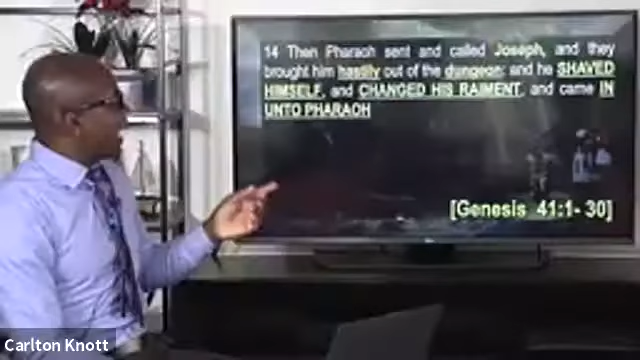 14 Then Pharaoh sent and called Joseph, and they
brought him hastily out of the dungeon: and he SHAVED
HIMSELF, and CHANGED HIS RAIMENT, and came IN
UNTO PHARAOH
[Genesis 41:1- 30]
Carlton Knott